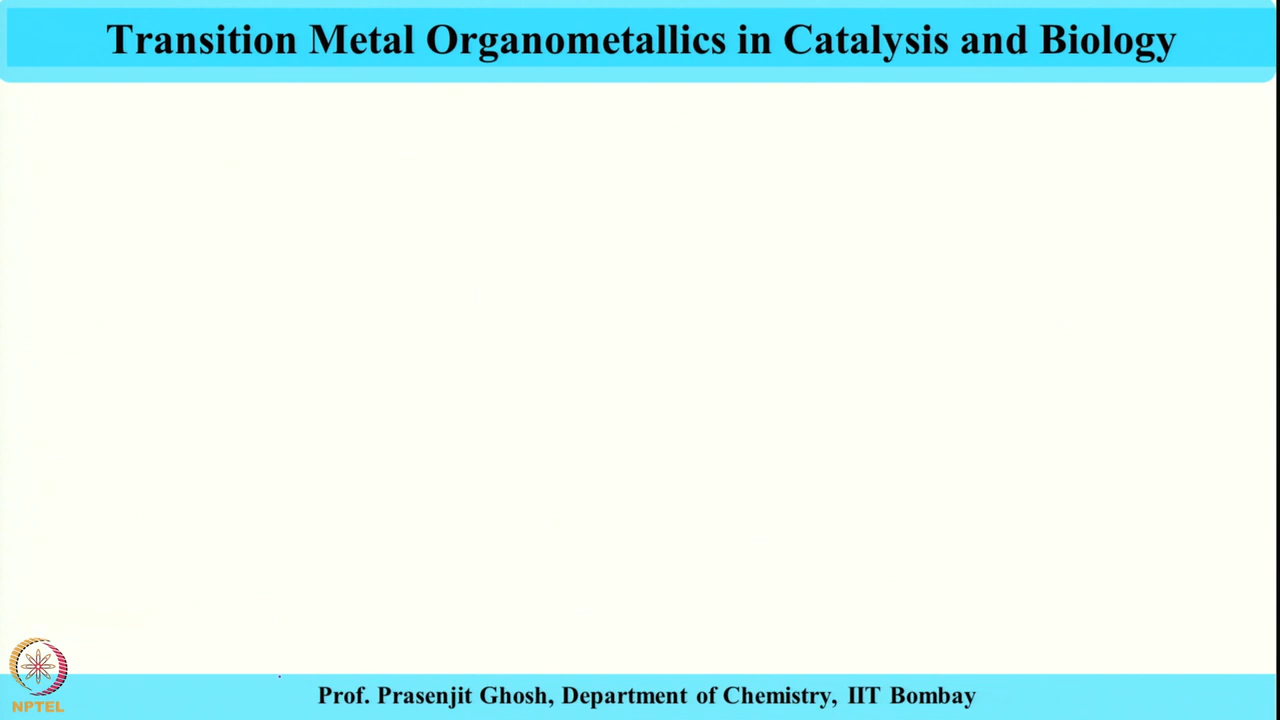 Transition Metal Organometallics in Catalysis and Biology
NPTEL
Prof. Prasenjit Ghosh, Department of Chemistry, IIT Bombay